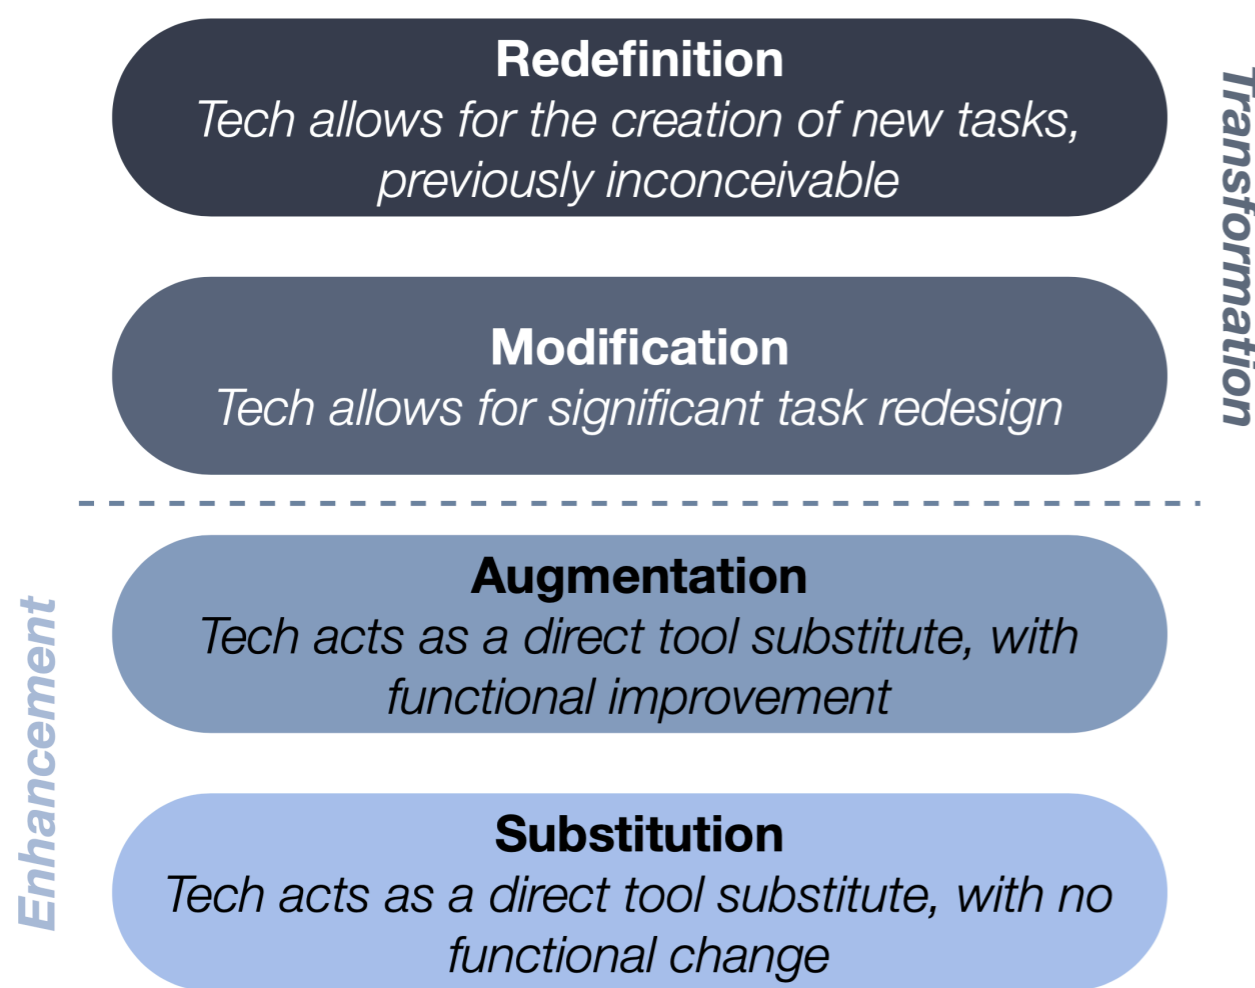 Redefinition
Tech allows for the creation of new tasks,
previously inconceivable
Transformation
Modification
Tech allows for significant task redesign
Augmentation
Tech acts as a direct tool substitute, with
functional improvement
Enhancement
Substitution
Tech acts as a direct tool substitute, with no
functional change